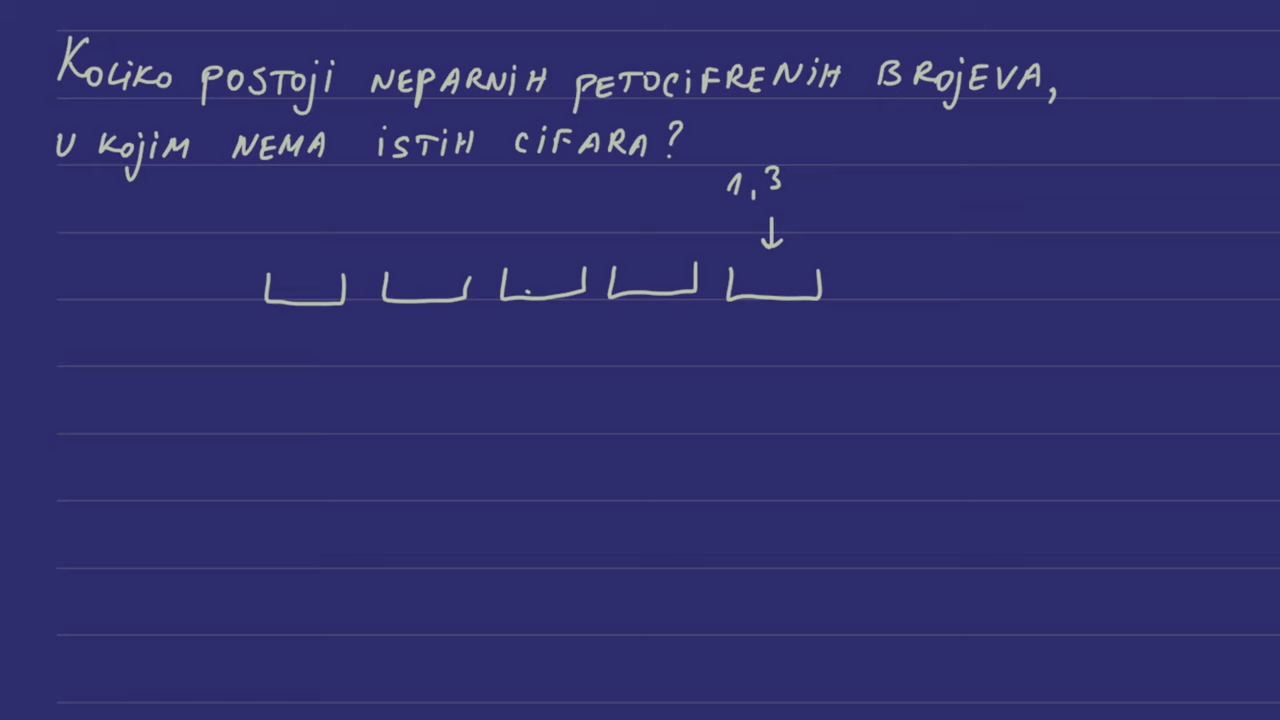 KOLIKO POSTOJI NEPARNIH PETOCIFRENIH BROJEVA,
U KOJIM NEMA ISTIH CIFARA?
1,3